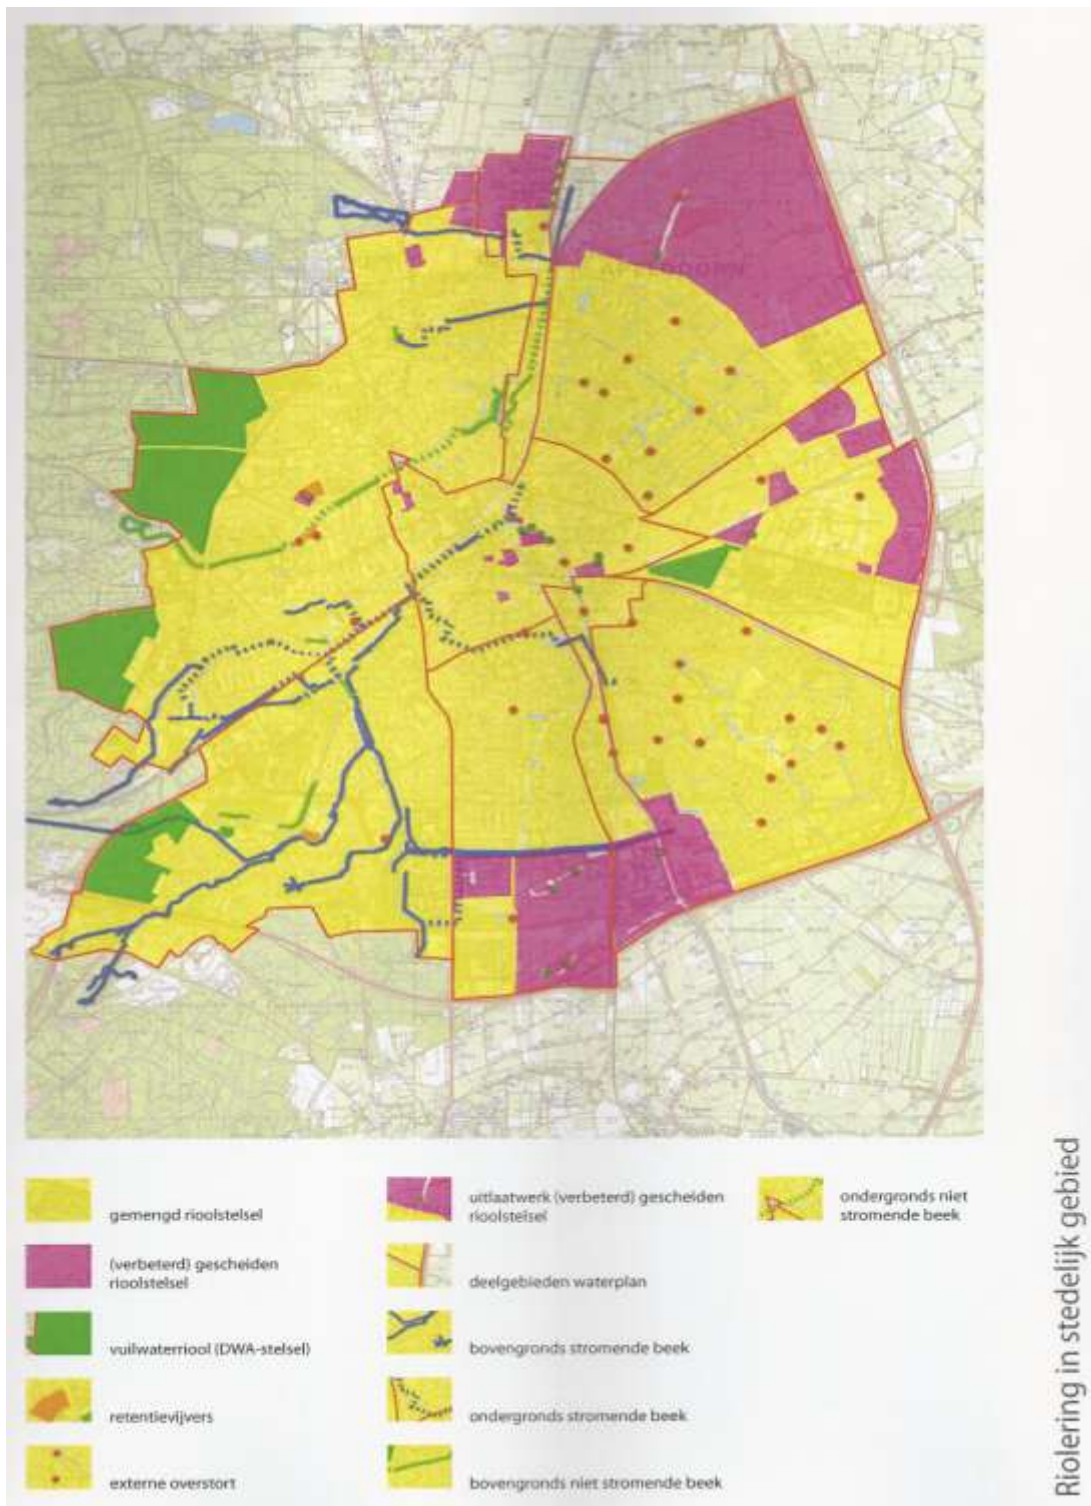 APELDOORN
gemengd rioolstelsel
(verbeterd) gescheiden
rioolstelsel
vuilwaterriool (DWA-stelsel)
retentievijvers
externe overstort
uitlaatwerk (verbeterd) gescheiden
rioolstelsel
deelgebieden waterplan
bovengronds stromende beek
ondergronds stromende beek
bovengronds niet stromende beek
ondergronds niet
stromende beek
Riolering in stedelijk gebied